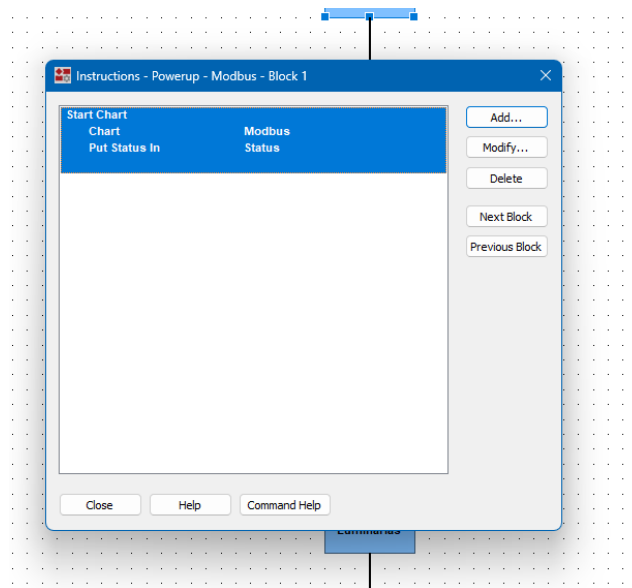 Instructions - Powerup - Modbus - Block 1
Start Chart
Chart Modbus
Put Status In Status
Add...
Modify...
Delete
Next Block
Previous Block
Close Help Command Help
Luminarias